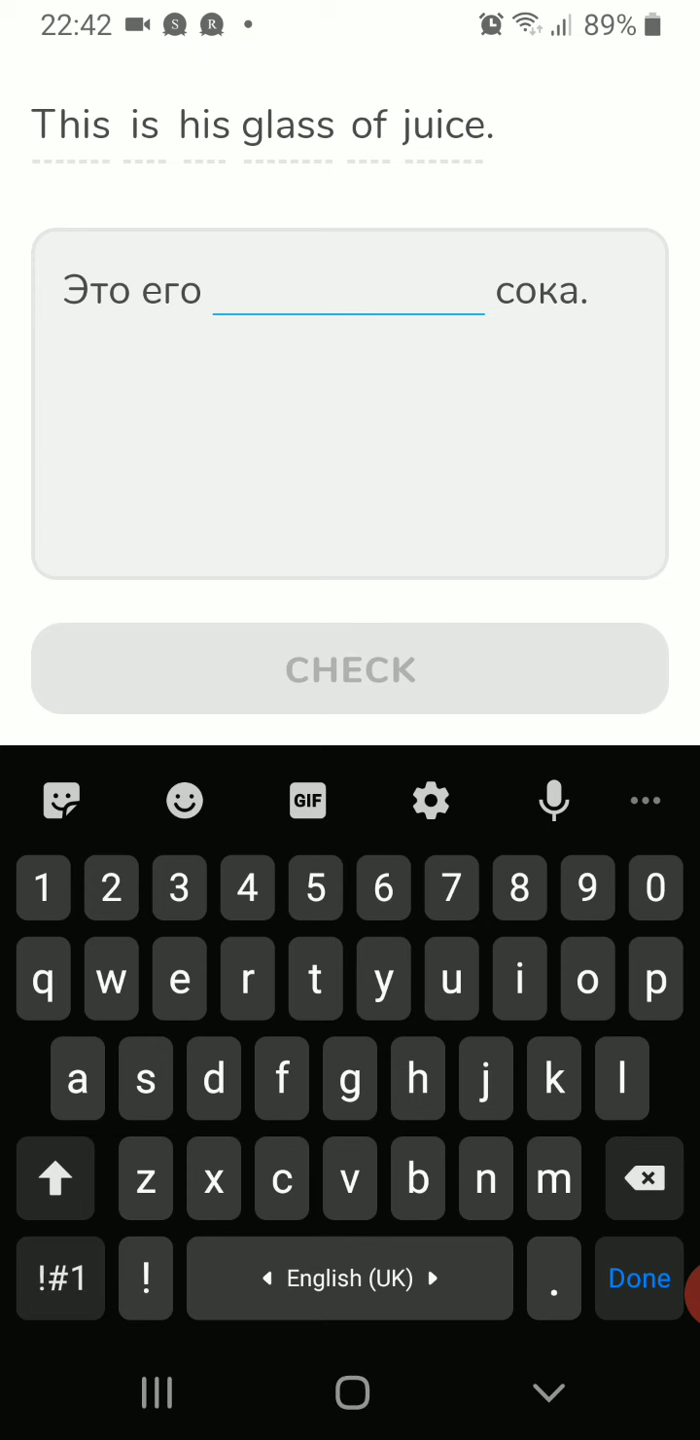 22:42 S R 89%
This is his glass of juice.
Это его сока.
CHECK
GIF
1 2 3 4 5 6 7 8 9 0
q w e r t y u i o p
a s d f g h j k l
z x c v b n m
!#1 ! English (UK) . Done